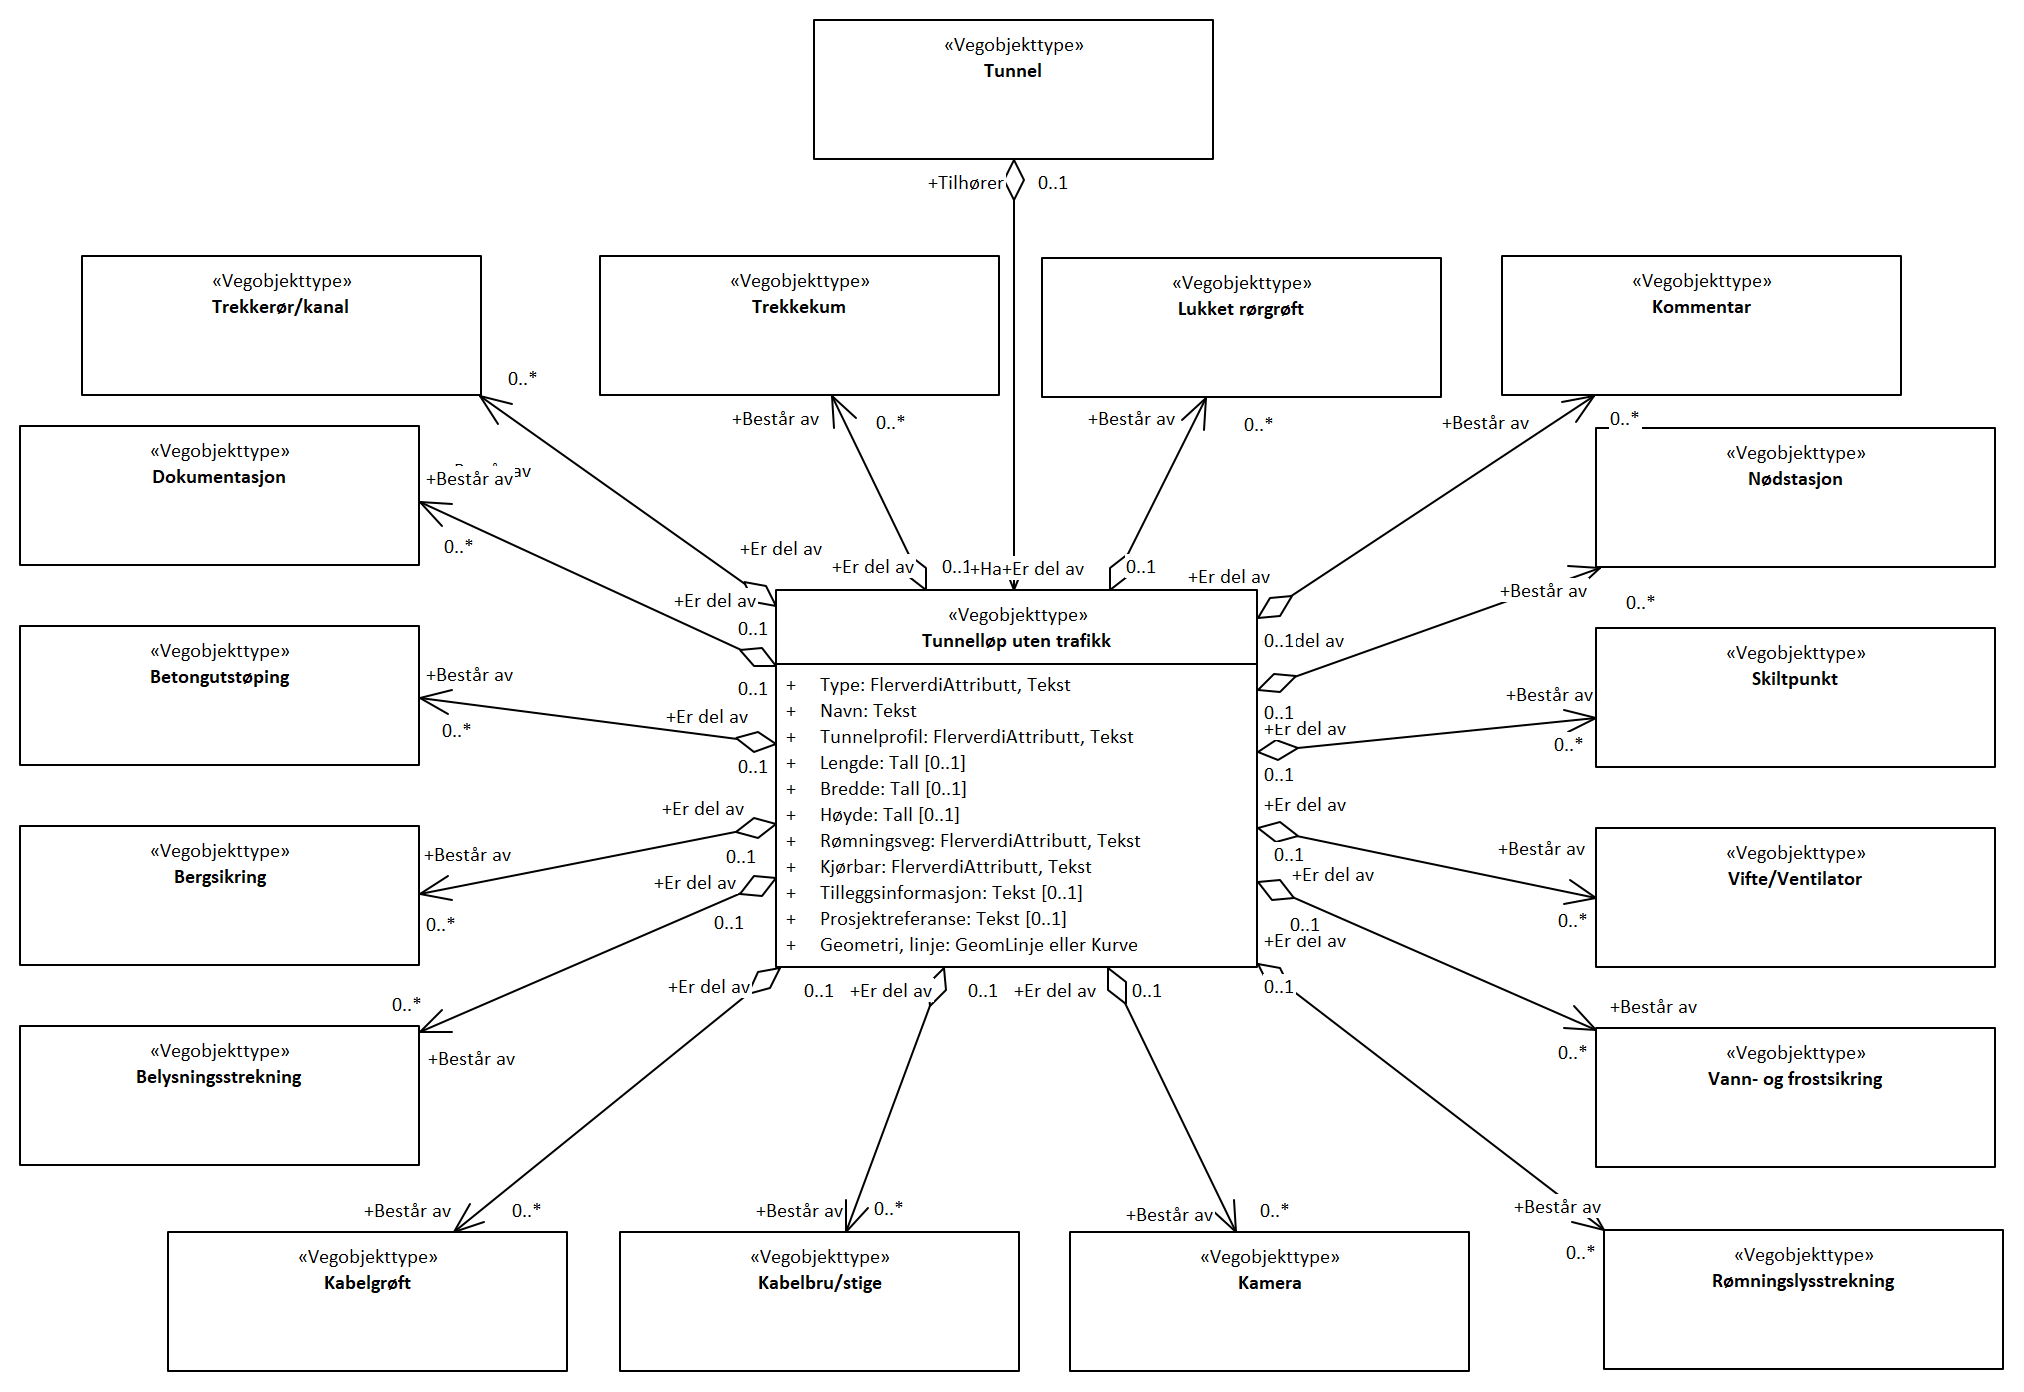 «Vegobjekttype»
Tunnel
+Tilhører 0..1
«Vegobjekttype»
Trekkerør/kanal
0..*
«Vegobjekttype»
Trekkekum
+Består av 0..*
«Vegobjekttype»
Lukket rørgrøft
+Består av 0..*
«Vegobjekttype»
Kommentar
+Består av 0..*
«Vegobjekttype»
Dokumentasjon
av
+Består av
0..*
«Vegobjekttype»
Nødstasjon
+Består av
0..*
+Er del av
+Er del av 0..1
+Ha+Er del av 0..1
+Er del av
+Er del av
0..1
0..1
«Vegobjekttype»
Tunnelløp uten trafikk
+ Type: FlerverdiAttributt, Tekst
+ Navn: Tekst
+ Tunnelprofil: FlerverdiAttributt, Tekst
+ Lengde: Tall [0..1]
+ Bredde: Tall [0..1]
+ Høyde: Tall [0..1]
+ Rømningsveg: FlerverdiAttributt, Tekst
+ Kjørbar: FlerverdiAttributt, Tekst
+ Tilleggsinformasjon: Tekst [0..1]
+ Prosjektreferanse: Tekst [0..1]
+ Geometri, linje: GeomLinje eller Kurve
0..1 del av
0..1
+Er del av
0..1
+Er del av
0..1
+Er del av
0..1
+Er del av
0..1
«Vegobjekttype»
Betongutstøping
+Består av
0..*
+Er del av
0..1
«Vegobjekttype»
Skiltpunkt
+Består av
0..*
«Vegobjekttype»
Bergsikring
+Består av
0..*
+Er del av
0..1
«Vegobjekttype»
Vifte/Ventilator
+Består av
0..*
+Er del av
0..1
«Vegobjekttype»
Belysningsstrekning
0..*
+Består av
«Vegobjekttype»
Vann- og frostsikring
+Består av
0..*
+Er del av 0..1
+Er del av 0..1
+Er del av 0..1
+Består av 0..*
«Vegobjekttype»
Kabelgrøft
+Består av 0..*
«Vegobjekttype»
Kabelbru/stige
+Består av 0..*
«Vegobjekttype»
Kamera
+Består av
0..*
«Vegobjekttype»
Rømningslysstrekning